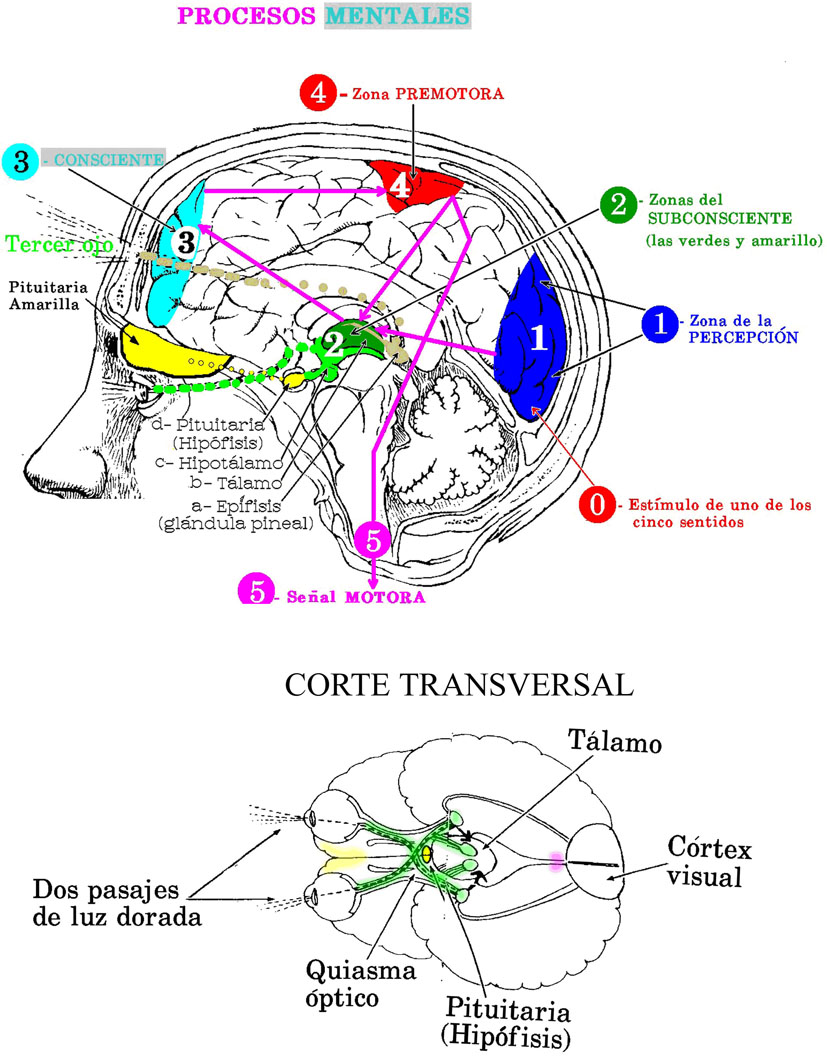 PROCESOS MENTALES
4 - Zona PREMOTORA
3 - CONSCIENTE
4
2 - Zonas del
SUBCONSCIENTE
(las verdes y amarillo)
3
Tercer ojo
Pituitaria
Amarilla
1
1 - Zona de la
PERCEPCIÓN
2
d- Pituitaria
(Hipófisis)
c- Hipotálamo
b- Tálamo
a- Epífisis
(glándula pineal)
0 - Estímulo de uno de los
cinco sentidos
5
5 - Señal MOTORA
CORTE TRANSVERSAL
Tálamo
Córtex
visual
Dos pasajes
de luz dorada
Quiasma
óptico
Pituitaria
(Hipófisis)